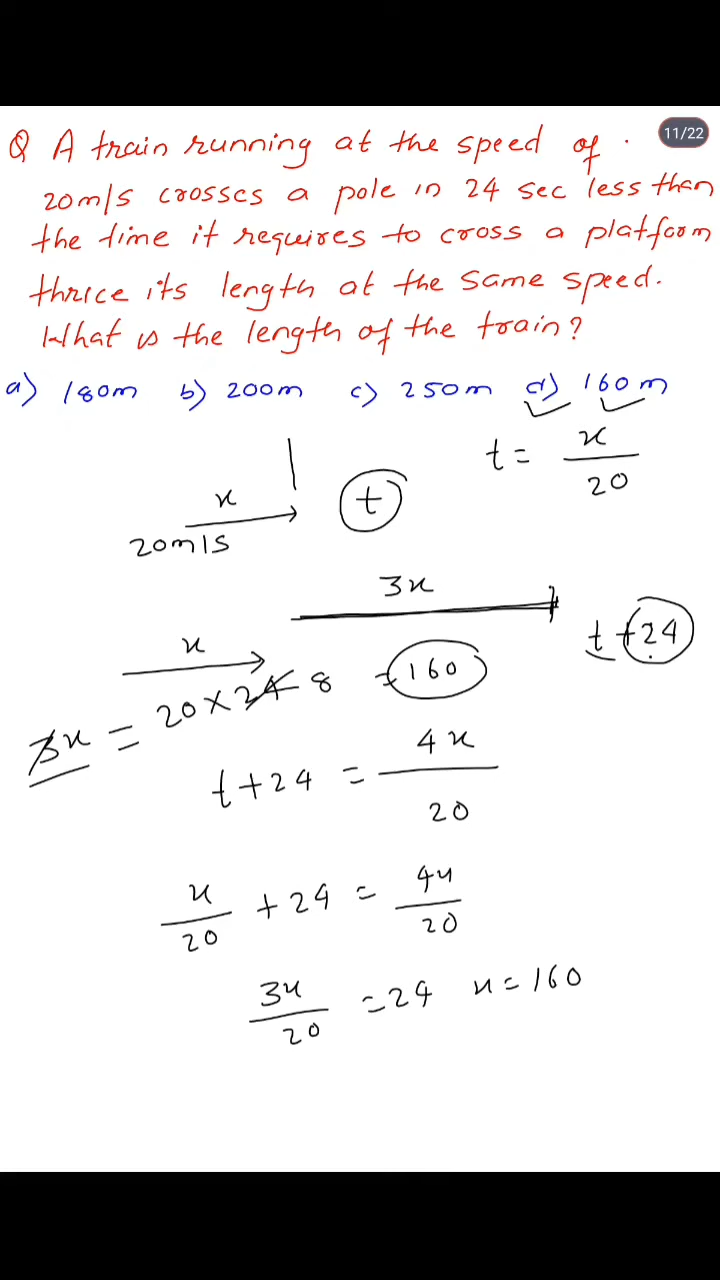 11/22
Q A train running at the speed of
20m/s crosses a pole in 24 sec less than
the time it requires to cross a platform
thrice its length at the same speed.
What is the length of the train?
a) 180m b) 200m c) 250m d) 160m
t = x/20
x
t
20m/s
3x
t + 24
x
3x = 20 × 24 8 = 160
t + 24 = 4x/20
x/20 + 24 = 4x/20
3x/20 = 24 x = 160